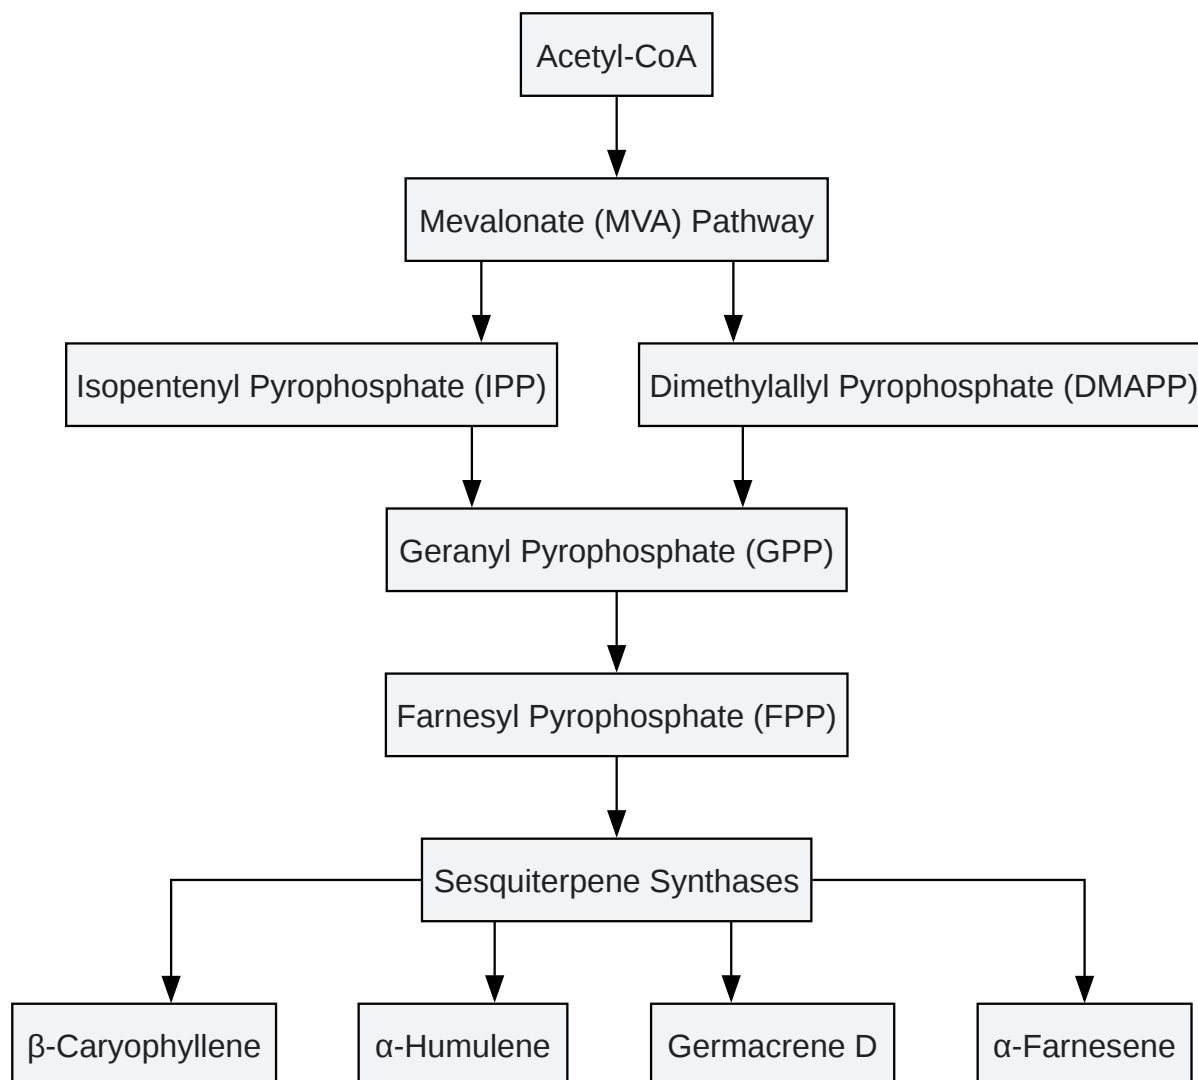 Acetyl-CoA
Mevalonate (MVA) Pathway
Isopentenyl Pyrophosphate (IPP)
Dimethylallyl Pyrophosphate (DMAPP)
Geranyl Pyrophosphate (GPP)
Farnesyl Pyrophosphate (FPP)
Sesquiterpene Synthases
β-Caryophyllene
α-Humulene
Germacrene D
α-Farnesene